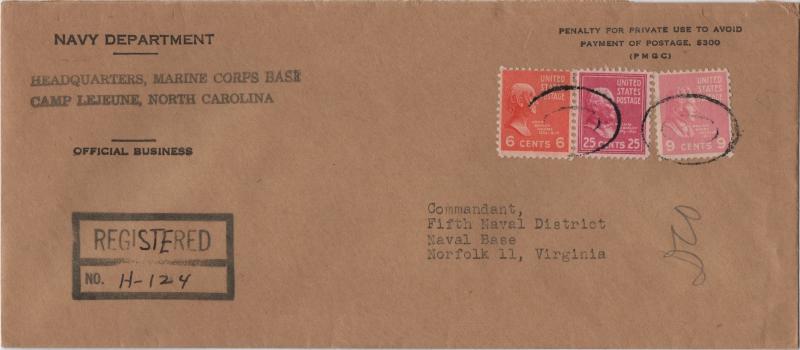 NAVY DEPARTMENT
HEADQUARTERS, MARINE CORPS BASE
CAMP LEJEUNE, NORTH CAROLINA
OFFICIAL BUSINESS
PENALTY FOR PRIVATE USE TO AVOID
PAYMENT OF POSTAGE, $300
(PMGC)
UNITED
STATES
POSTAGE
6 CENTS 6
UNITED
STATES
POSTAGE
25 CENTS 25
UNITED
STATES
POSTAGE
9 CENTS 9
Commandant,
Fifth Naval District
Naval Base
Norfolk 11, Virginia
REGISTERED
NO. H-124